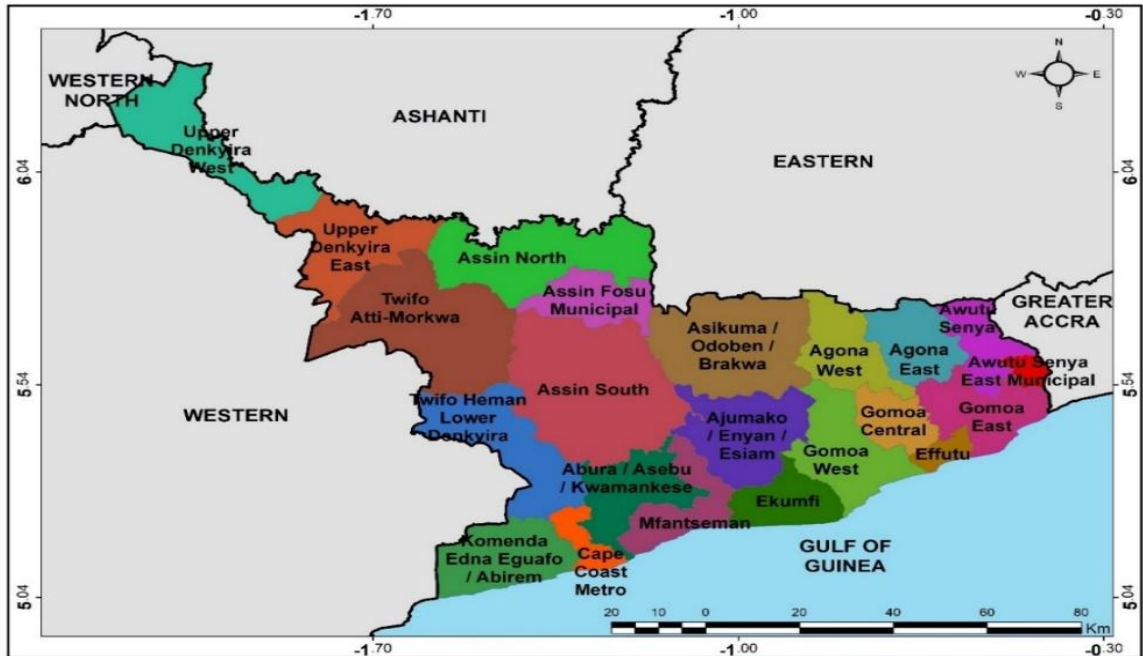 -1.70
-1.00
-0.30
N
W
E
S
WESTERN
NORTH
ASHANTI
EASTERN
6.04
6.04
Upper
Denkyira
West
Upper
Denkyira
East
Assin North
Twifo
Atti-Morkwa
Assin Fosu
Municipal
Asikuma /
Odoben /
Brakwa
Agona
West
Agona
East
Awutu
Senya
GREATER
ACCRA
Awutu Senya
East Municipal
5.54
5.54
WESTERN
Assin South
Twifo Heman
Lower
Denkyira
Ajumako
/ Enyan /
Esiam
Gomoa
Central
Gomoa
East
Gomoa
West
Effutu
Abura / Asebu
/ Kwamankese
Ekumfi
Mfantseman
Komenda
Edna Eguafo
/ Abirem
Cape
Coast
Metro
GULF OF
GUINEA
5.04
5.04
20 10 0 20 40 60 80
Km
-1.70
-1.00
-0.30